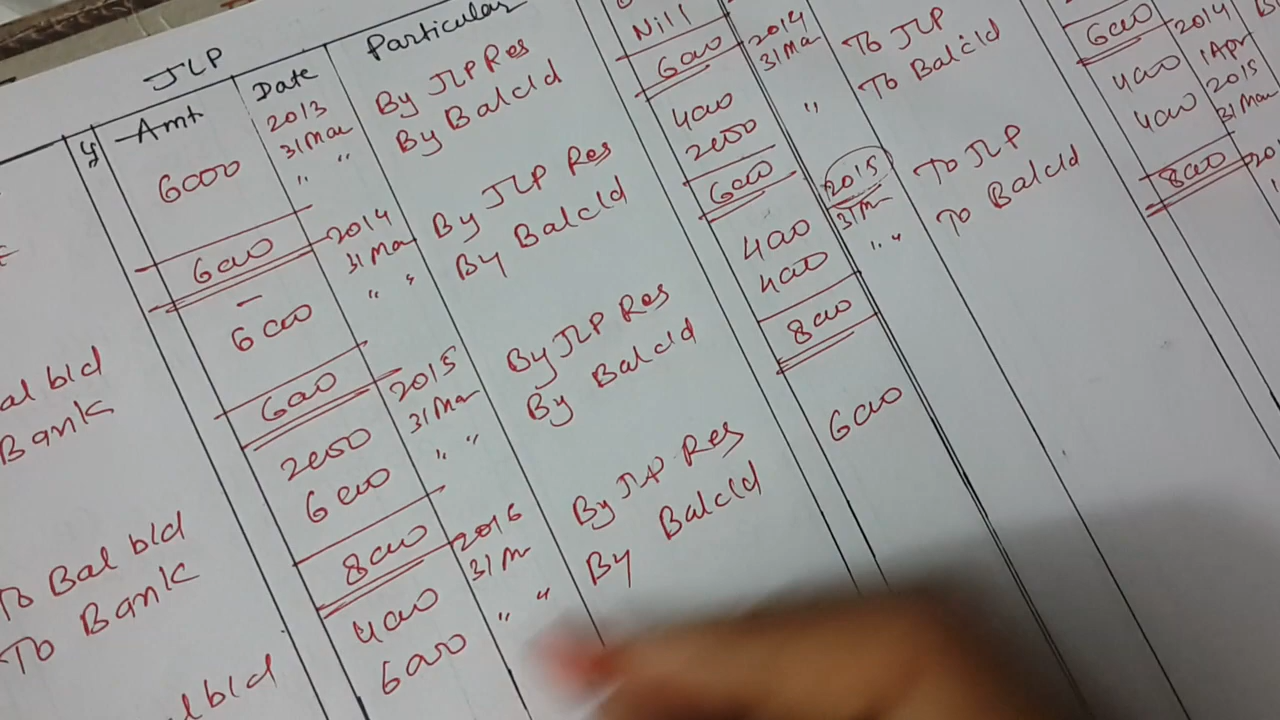 JLP
Amt Date Particular
6000 2013 By JLP Res Nill
31 Mar By Bal c/d 6000
" "
6000
2014 By JLP Res 4000
- 31 Mar By Bal c/d 2000
6000 " " 6000
6000
2015 By JLP Res 4000
2000 31 Mar By Bal c/d 4000
6000 " " 8000
8000
2016 By JLP Res 6000
4000 31 Mar By Bal c/d
6000 " "
al b/d
Bank
To Bal b/d
To Bank
al b/d
2014 To JLP 6000 2014
31 Mar To Bal c/d 4000 1 Apr
" 4000 2015
31 Mar
8000
2015 To JLP
31 Mar To Bal c/d
" "